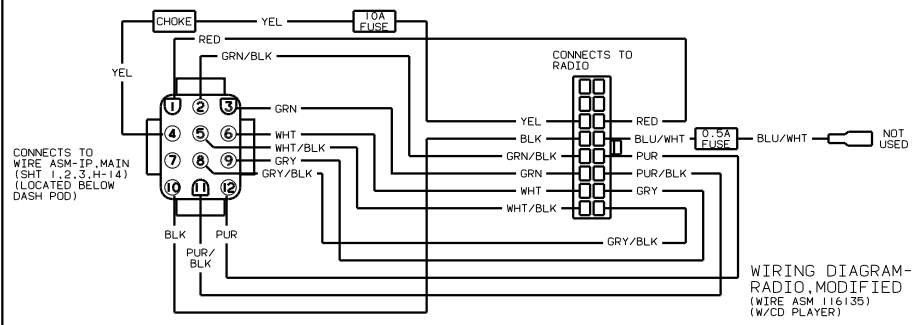 CHOKE YEL 10A
FUSE
RED
GRN/BLK
YEL
CONNECTS TO
RADIO
1 2 3 GRN
YEL RED
4 5 6 WHT
BLK BLU/WHT 0.5A
FUSE BLU/WHT NOT
USED
WHT/BLK
CONNECTS TO
WIRE ASM-IP,MAIN
(SHT 1,2,3,H-14)
(LOCATED BELOW
DASH POD)
7 8 9 GRY
GRN/BLK PUR
GRY/BLK
GRN PUR/BLK
10 11 12
WHT GRY
WHT/BLK
BLK PUR/
BLK PUR
GRY/BLK
WIRING DIAGRAM-
RADIO,MODIFIED
(WIRE ASM 116135)
(W/CD PLAYER)